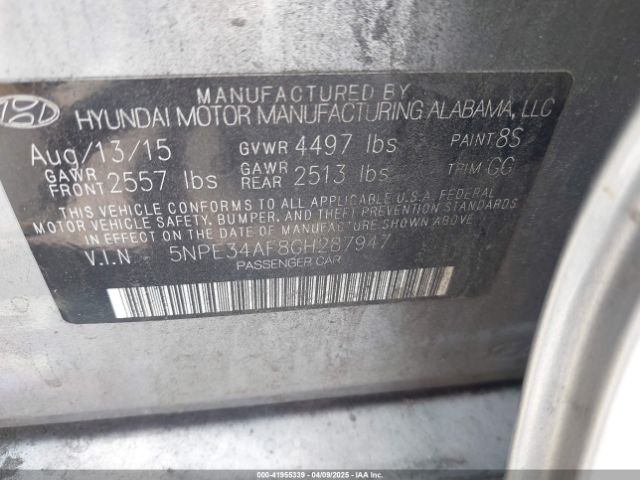 MANUFACTURED BY
HYUNDAI MOTOR MANUFACTURING ALABAMA, LLC
Aug/13/15 GVWR 4497 lbs PAINT 8S
GAWR FRONT 2557 lbs GAWR REAR 2513 lbs TRIM GG
THIS VEHICLE CONFORMS TO ALL APPLICABLE U.S.A. FEDERAL
MOTOR VEHICLE SAFETY, BUMPER, AND THEFT PREVENTION
STANDARDS IN EFFECT ON THE DATE OF MANUFACTURE SHOWN ABOVE.
V.I.N 5NPE34AF8GH287947
PASSENGER CAR
000-41955339 | 04/09/2025 | Copart